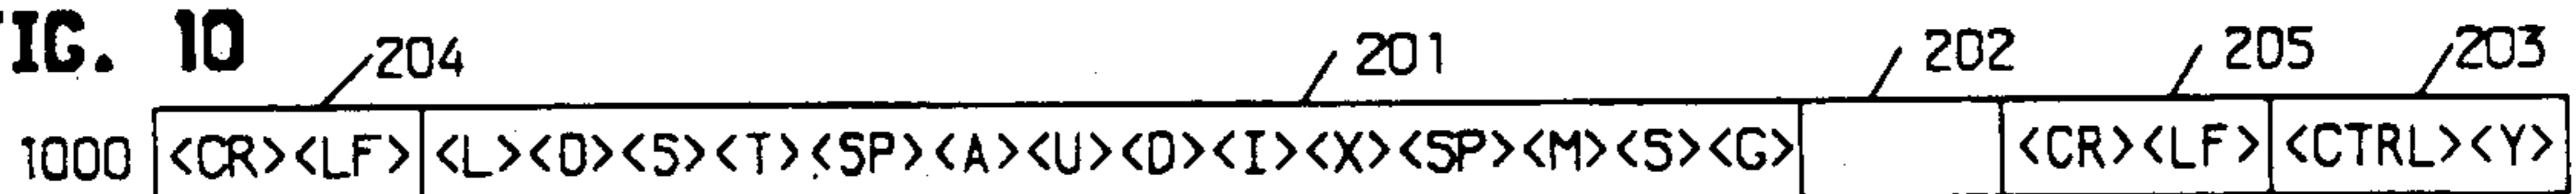 FIG. 10
204 201 202 205 203
1000 <CR><LF> <L><O><S><T><SP><A><U><D><I><X><SP><M><S><G> <CR><LF> <CTRL><Y>